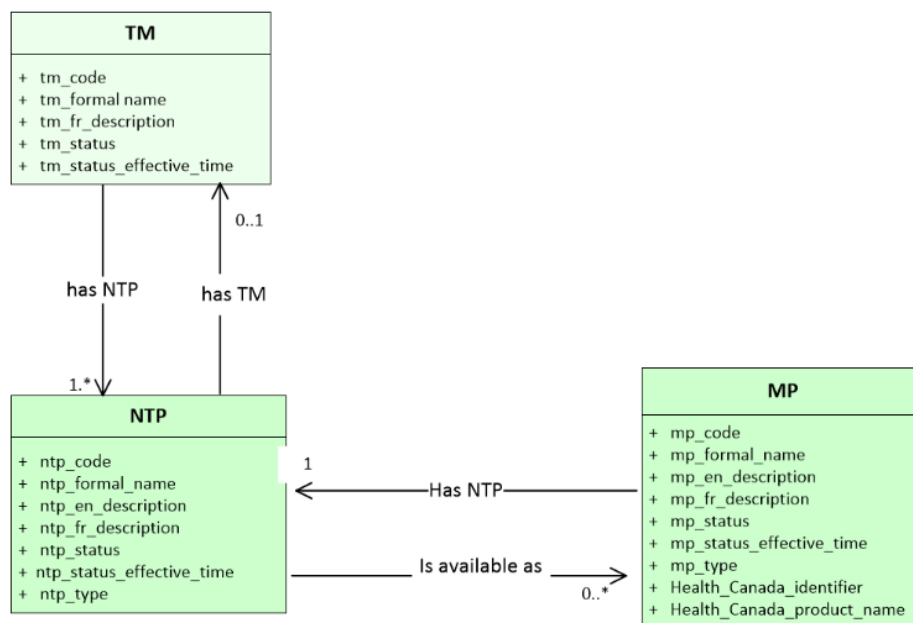 TM
+ tm_code
+ tm_formal name
+ tm_fr_description
+ tm_status
+ tm_status_effective_time
0..1
has NTP
has TM
1.*
NTP
+ ntp_code
+ ntp_formal_name
+ ntp_en_description
+ ntp_fr_description
+ ntp_status
+ ntp_status_effective_time
+ ntp_type
1
Has NTP
Is available as
0..*
MP
+ mp_code
+ mp_formal_name
+ mp_en_description
+ mp_fr_description
+ mp_status
+ mp_status_effective_time
+ mp_type
+ Health_Canada_identifier
+ Health_Canada_product_name